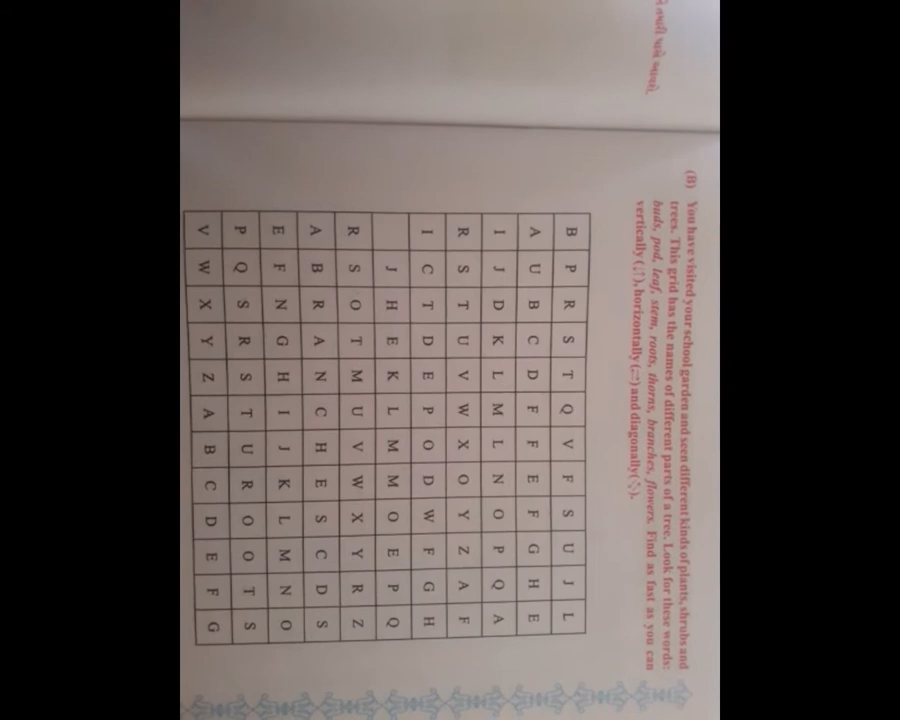 (B) You have visited your school garden and seen different kinds of plants, shrubs and
trees. This grid has the names of different parts of a tree. Look for these words:
buds, pod, leaf, stem, roots, thorns, branches, flowers. Find as fast as you can
vertically (↓↑), horizontally (⇄) and diagonally
B P R S T Q V F S U J L
A U B C D F F E F G H E
I J D K L M L N O P Q A
R S T U V W X O Y Z A F
I C T D E P O D W F G H
J H E K L M M O E P Q
R S O T M U V W X Y R Z
A B R A N C H E S C D S
E F N G H I J K L M N O
P Q S R S T U R O O T S
V W X Y Z A B C D E F G